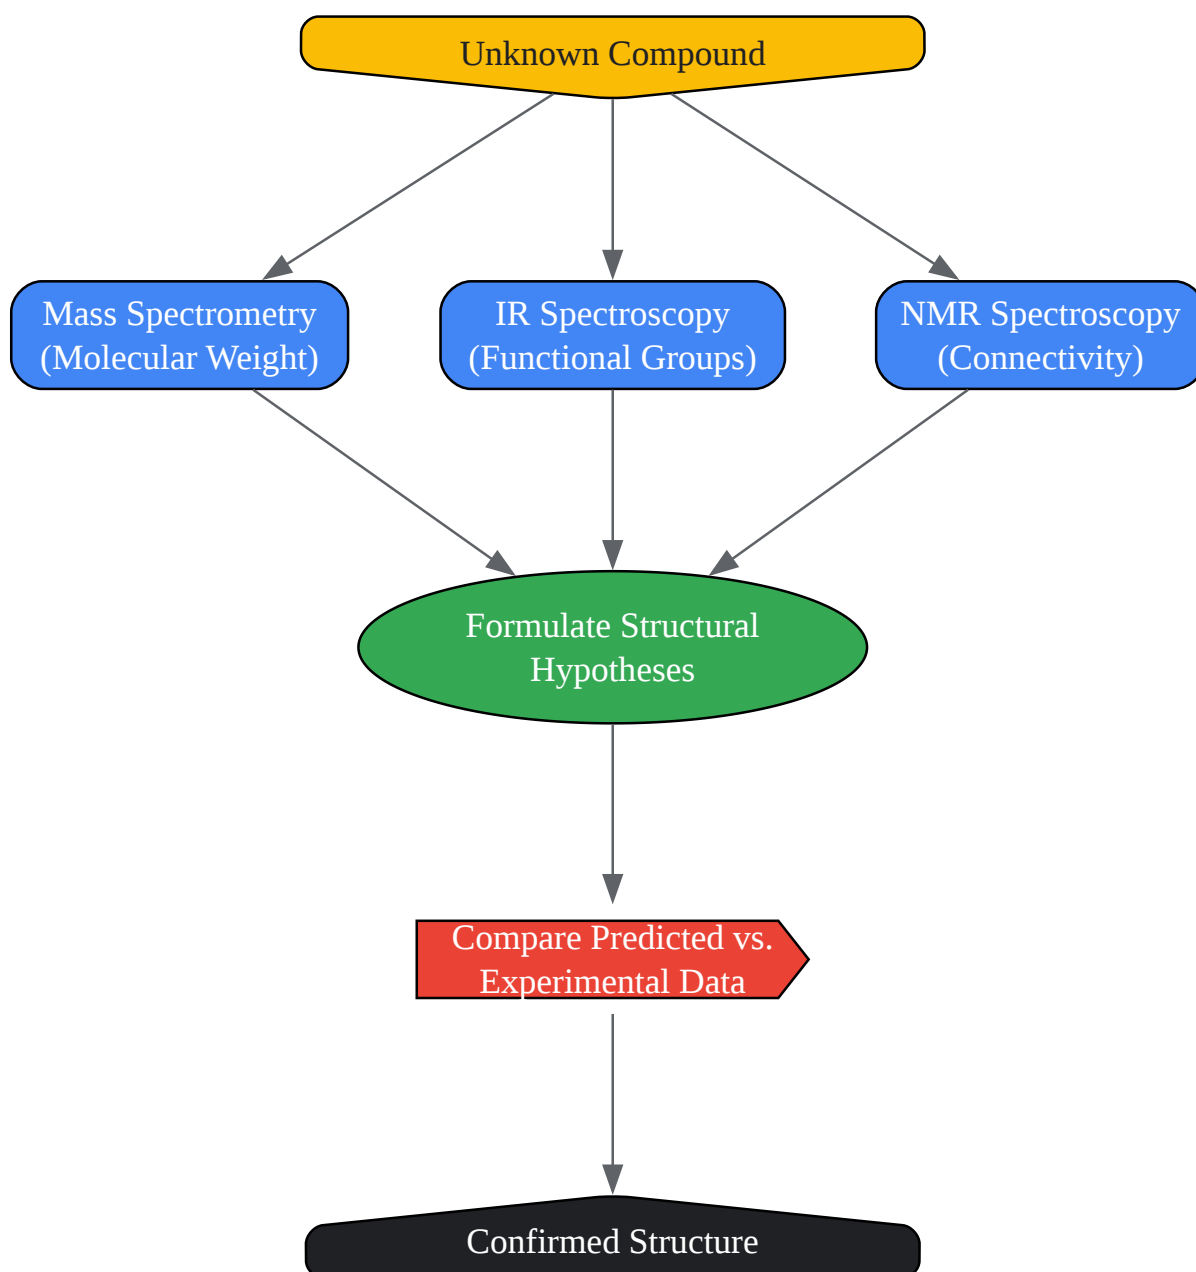 Unknown Compound
Mass Spectrometry
(Molecular Weight)
IR Spectroscopy
(Functional Groups)
NMR Spectroscopy
(Connectivity)
Formulate Structural
Hypotheses
Compare Predicted vs.
Experimental Data
Confirmed Structure